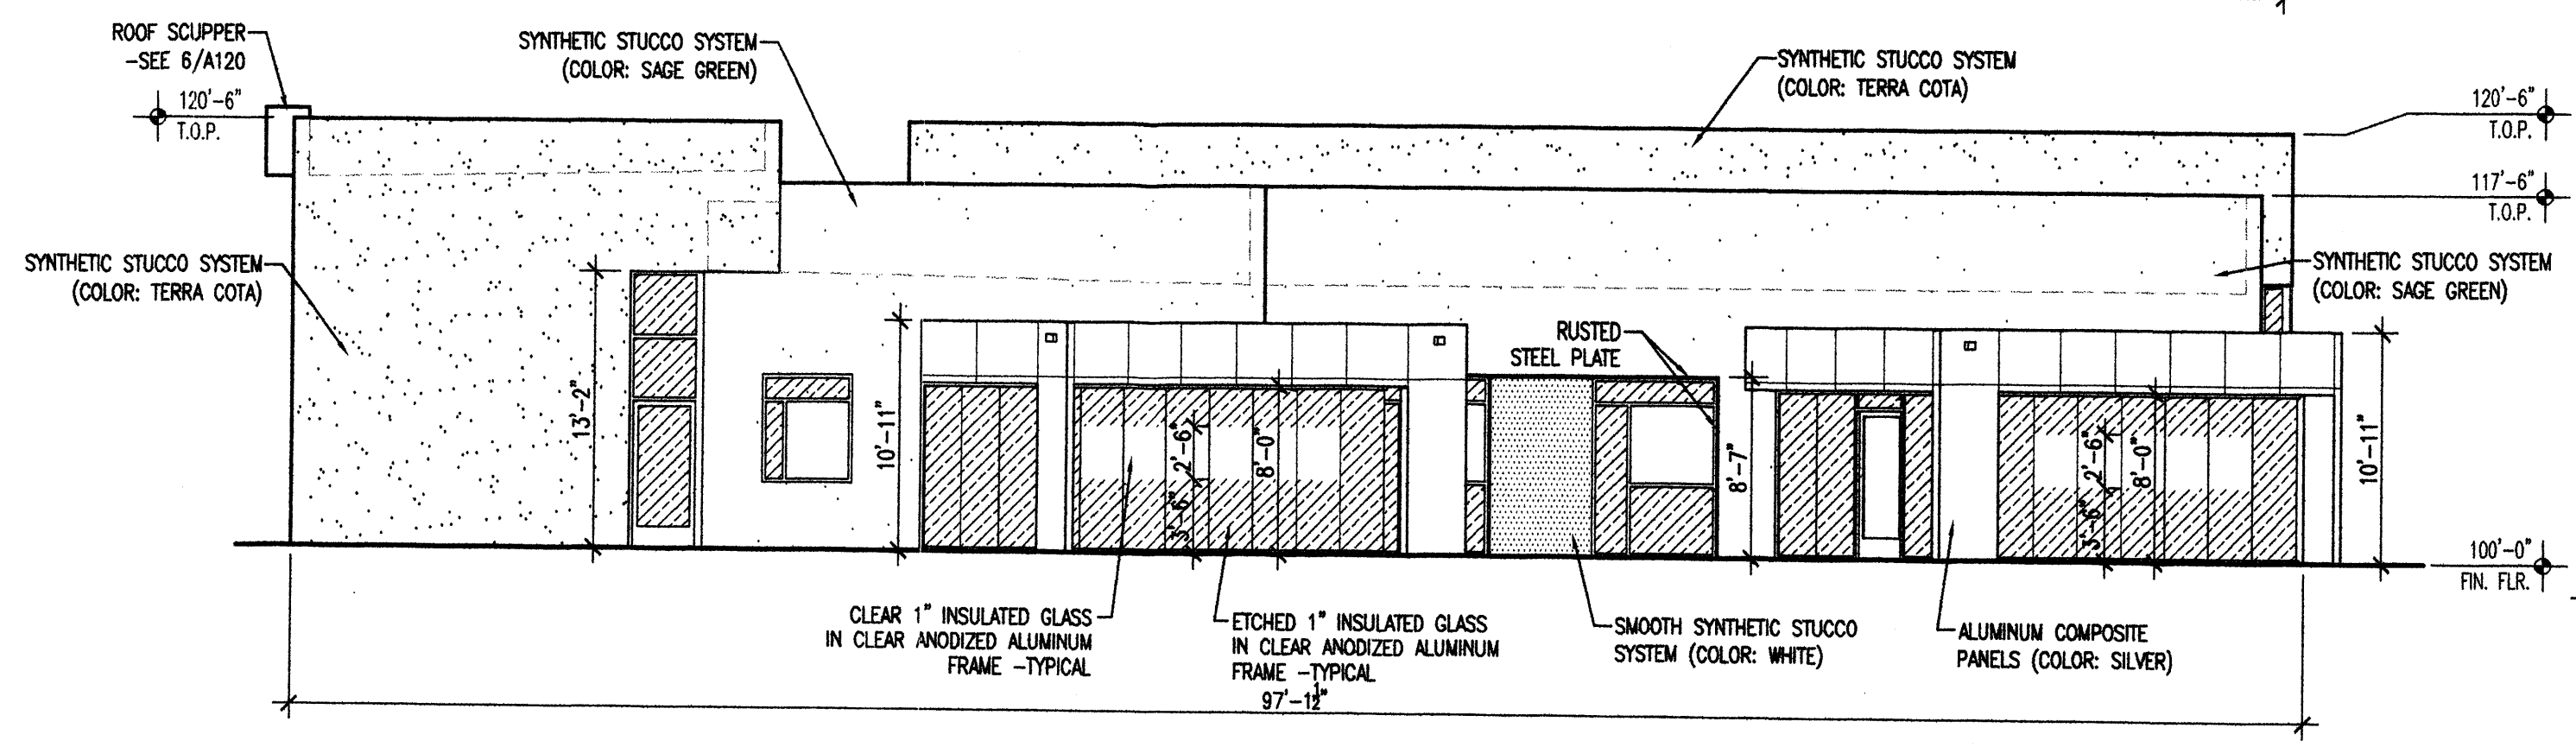 ROOF SCUPPER
-SEE 6/A120
SYNTHETIC STUCCO SYSTEM
(COLOR: SAGE GREEN)
SYNTHETIC STUCCO SYSTEM
(COLOR: TERRA COTA)
120'-6"
T.O.P.
120'-6"
T.O.P.
117'-6"
T.O.P.
SYNTHETIC STUCCO SYSTEM
(COLOR: TERRA COTA)
SYNTHETIC STUCCO SYSTEM
(COLOR: SAGE GREEN)
RUSTED
STEEL PLATE
13'-2"
10'-11"
2'-6"
3'-6"
8'-0"
8'-7"
2'-6"
3'-6"
8'-0"
10'-11"
100'-0"
FIN. FLR.
CLEAR 1" INSULATED GLASS
IN CLEAR ANODIZED ALUMINUM
FRAME -TYPICAL
ETCHED 1" INSULATED GLASS
IN CLEAR ANODIZED ALUMINUM
FRAME -TYPICAL
SMOOTH SYNTHETIC STUCCO
SYSTEM (COLOR: WHITE)
ALUMINUM COMPOSITE
PANELS (COLOR: SILVER)
97'-1½"